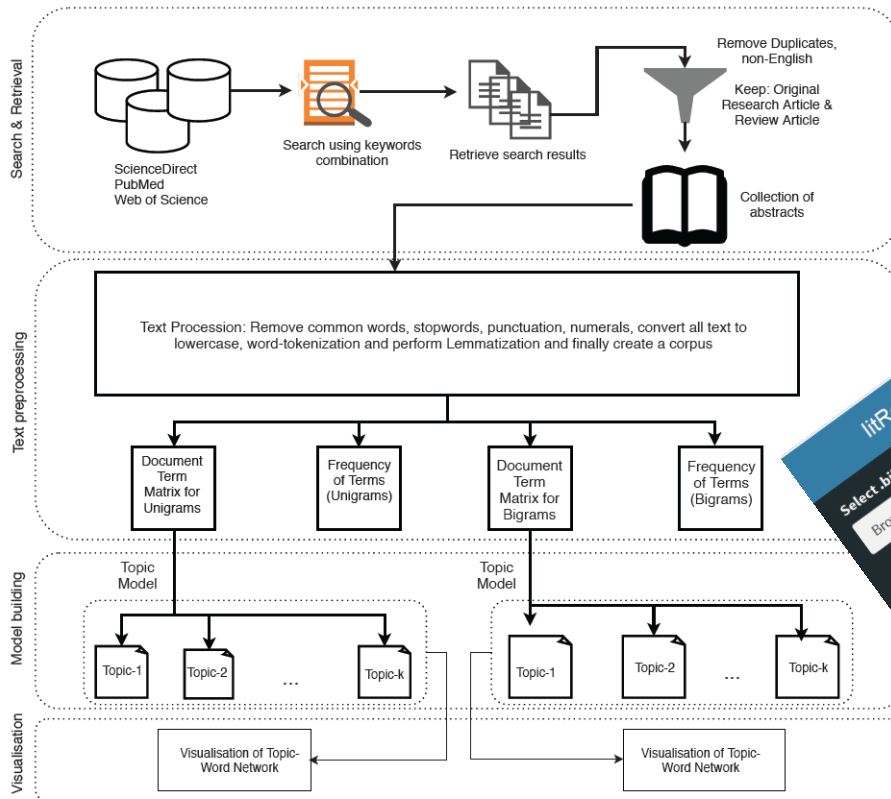 Search & Retrieval
ScienceDirect
PubMed
Web of Science
Search using keywords
combination
Retrieve search results
Remove Duplicates,
non-English
Keep: Original
Research Article &
Review Article
Collection of
abstracts
Text preprocessing
Text Procession: Remove common words, stopwords, punctuation, numerals, convert all text to
lowercase, word-tokenization and perform Lemmatization and finally create a corpus
Document
Term
Matrix for
Unigrams
Frequency
of Terms
(Unigrams)
Document
Term
Matrix for
Bigrams
Frequency
of Terms
(Bigrams)
Select
Model building
Topic
Model
Topic-1
Topic-2
...
Topic-k
Topic
Model
Topic-1
Topic-2
...
Topic-k
Visualisation
Visualisation of Topic-
Word Network
Visualisation of Topic-
Word Network